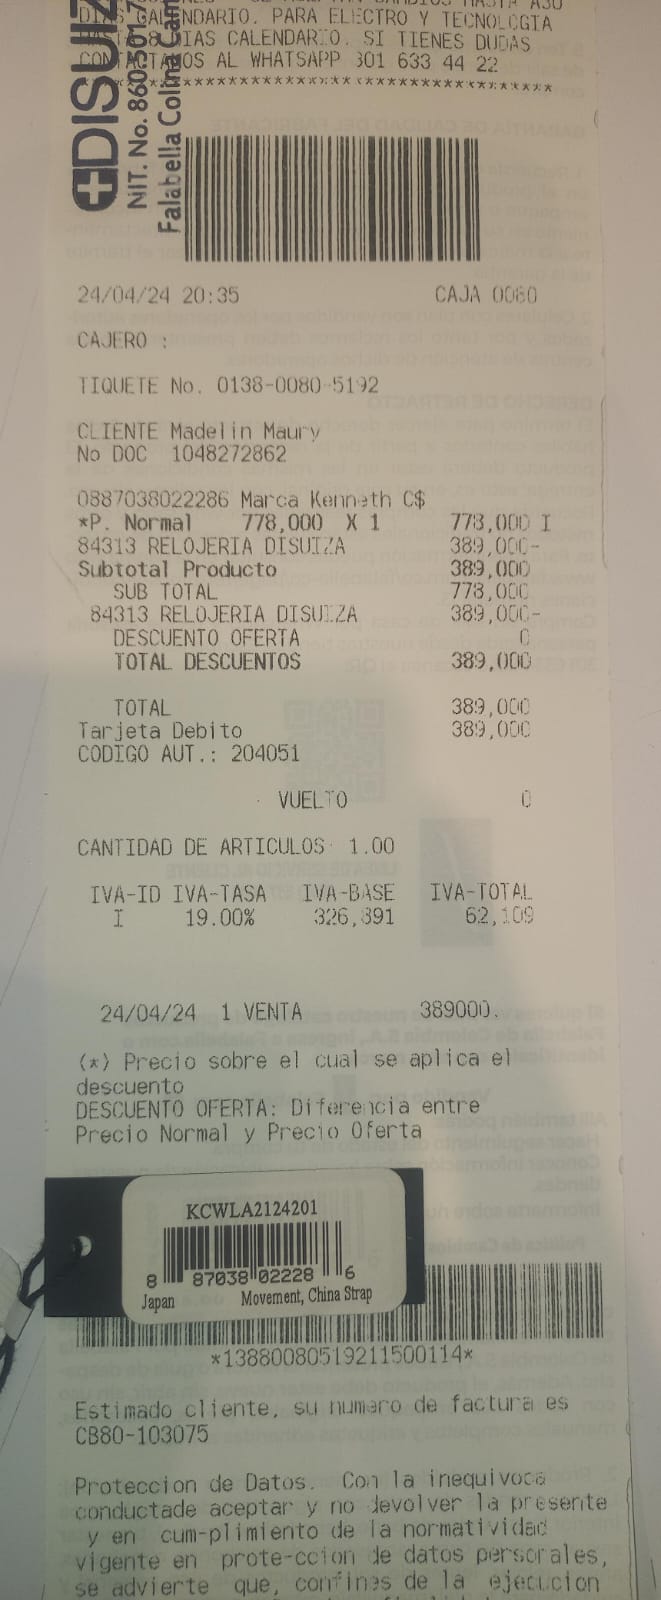 DIAS CALENDARIO. PARA ELECTRO Y TECNOLOGIA
HASTA 8 DIAS CALENDARIO. SI TIENES DUDAS
CONTACTANOS AL WHATSAPP 301 633 44 22
*******************************************
DISUIZ
NIT. No. 8605017
Falabella Colina Cam
24/04/24 20:35 CAJA 0080
CAJERO :
TIQUETE No. 0138-0080-5192
CLIENTE Madelin Maury
No DOC 1048272862
0887038022286 Marca Kenneth C$
*P. Normal 778,000 X 1 778,000 I
84313 RELOJERIA DISUIZA 389,000-
Subtotal Producto 389,000
SUB TOTAL 778,000
84313 RELOJERIA DISUIZA 389,000-
DESCUENTO OFERTA 0
TOTAL DESCUENTOS 389,000
TOTAL 389,000
Tarjeta Debito 389,000
CODIGO AUT.: 204051
VUELTO 0
CANTIDAD DE ARTICULOS: 1.00
IVA-ID IVA-TASA IVA-BASE IVA-TOTAL
I 19.00% 326,891 62,109
24/04/24 1 VENTA 389000.
(*) Precio sobre el cual se aplica el
descuento
DESCUENTO OFERTA: Diferencia entre
Precio Normal y Precio Oferta
KCWLA2124201
8 87038 02228 6
Japan Movement, China Strap
*13880080519211500114*
Estimado cliente, su numero de factura es
CB80-103075
Proteccion de Datos. Con la inequivoca
conductade aceptar y no devolver la presente
y en cum-plimiento de la normatividad
vigente en prote-ccion de datos personales,
se advierte que, confines de la ejecucion